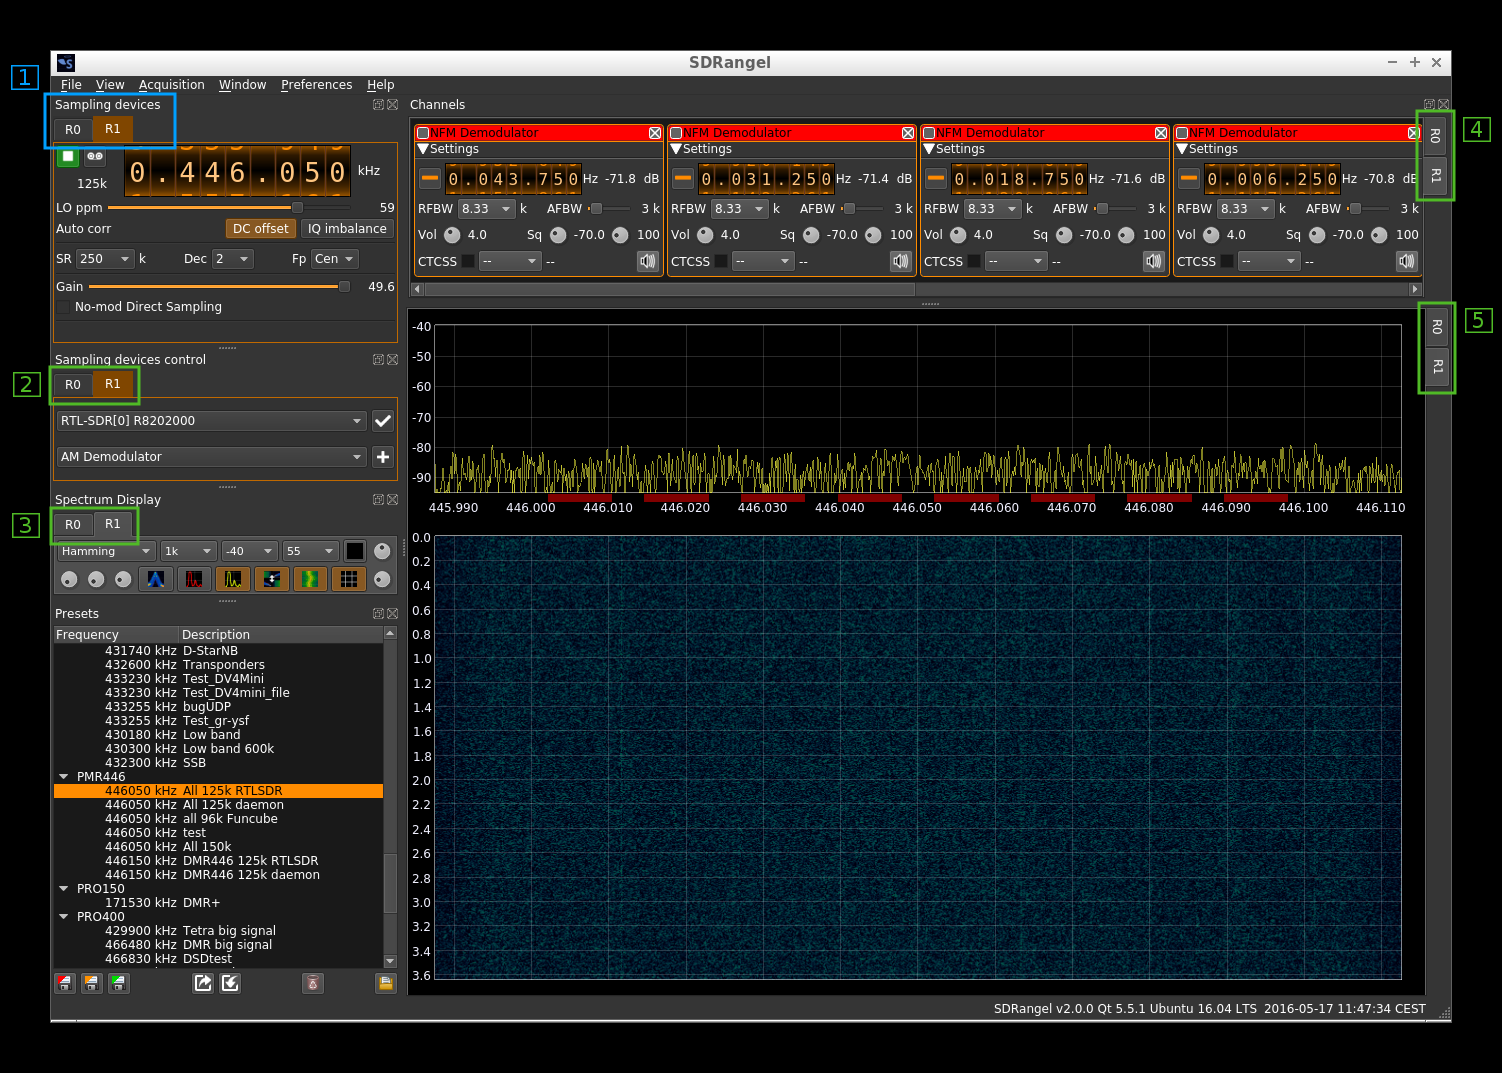 SDRangel
1
File View Acquisition Window Preferences Help
Sampling devices
R0 R1
0.446.050 kHz
125k
LO ppm 59
Auto corr DC offset IQ imbalance
SR 250 k Dec 2 Fp Cen
Gain 49.6
No-mod Direct Sampling
Sampling devices control
2
R0 R1
RTL-SDR[0] R8202000
AM Demodulator
Spectrum Display
3
R0 R1
Hamming 1k -40 55
Presets
Frequency Description
431740 kHz D-StarNB
432600 kHz Transponders
433230 kHz Test_DV4Mini
433230 kHz Test_DV4mini_file
433255 kHz bugUDP
433255 kHz Test_gr-ysf
430180 kHz Low band
430300 kHz Low band 600k
432300 kHz SSB
PMR446
446050 kHz All 125k RTLSDR
446050 kHz All 125k daemon
446050 kHz all 96k Funcube
446050 kHz test
446050 kHz All 150k
446150 kHz DMR446 125k RTLSDR
446150 kHz DMR446 125k daemon
PRO150
171530 kHz DMR+
PRO400
429900 kHz Tetra big signal
466480 kHz DMR big signal
466830 kHz DSDtest
Channels
NFM Demodulator
Settings
0.043.750 Hz -71.8 dB
RFBW 8.33 k AFBW 3 k
Vol 4.0 Sq -70.0 100
CTCSS -- --
NFM Demodulator
Settings
0.031.250 Hz -71.4 dB
RFBW 8.33 k AFBW 3 k
Vol 4.0 Sq -70.0 100
CTCSS -- --
NFM Demodulator
Settings
0.018.750 Hz -71.6 dB
RFBW 8.33 k AFBW 3 k
Vol 4.0 Sq -70.0 100
CTCSS -- --
NFM Demodulator
Settings
0.006.250 Hz -70.8 dB
RFBW 8.33 k AFBW 3 k
Vol 4.0 Sq -70.0 100
CTCSS -- --
R0
R1
4
-40
-50
-60
-70
-80
-90
445.990 446.000 446.010 446.020 446.030 446.040 446.050 446.060 446.070 446.080 446.090 446.100 446.110
R0
R1
5
0.0
0.2
0.4
0.6
0.8
1.0
1.2
1.4
1.6
1.8
2.0
2.2
2.4
2.6
2.8
3.0
3.2
3.4
3.6
SDRangel v2.0.0 Qt 5.5.1 Ubuntu 16.04 LTS 2016-05-17 11:47:34 CEST